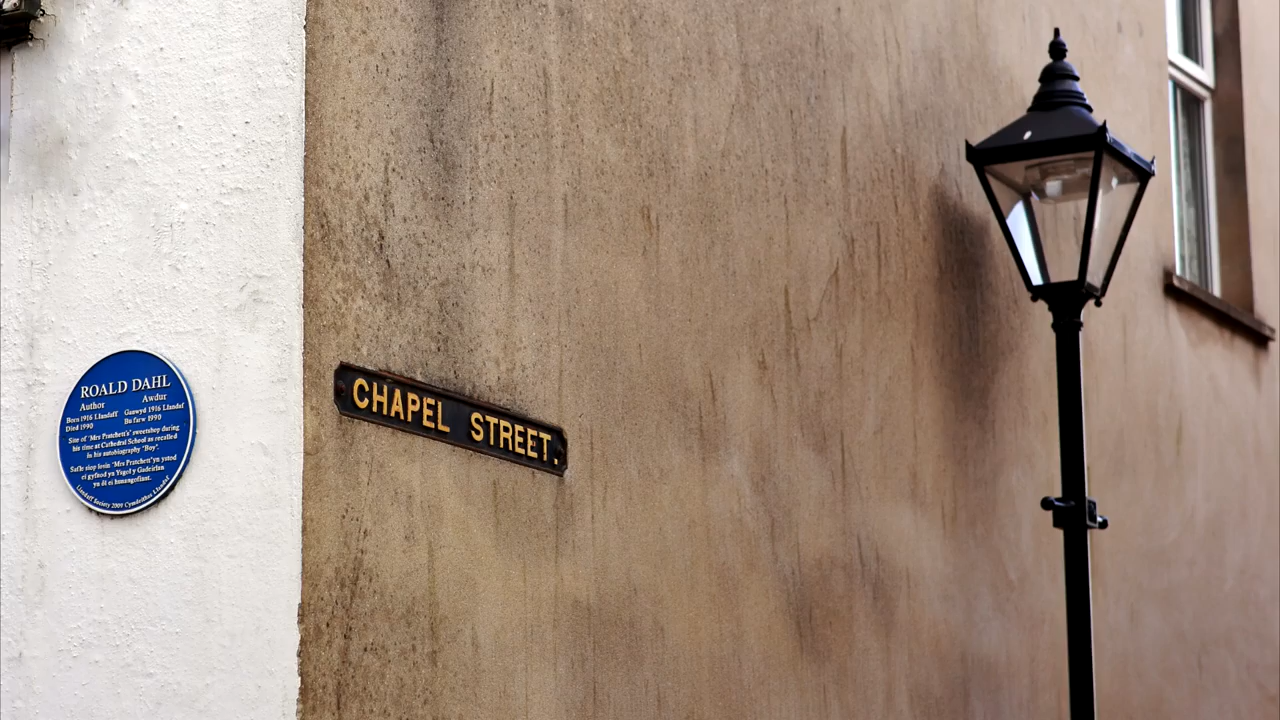 ROALD DAHL
Author Awdur
Born 1916 Llandaff Ganwyd 1916 Llandaf
Died 1990 Bu farw 1990
Site of 'Mrs Pratchett's' sweetshop during
his time at Cathedral School as recalled
in his autobiography 'Boy'.
Safle siop losin 'Mrs Pratchett' yn ystod
ei gyfnod yn Ysgol y Gadeirlan
yn ôl ei hunangofiant.
Llandaff Society 2009 Cymdeithas Llandaf
CHAPEL STREET.